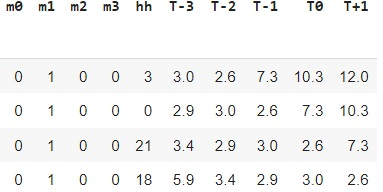 m0 m1 m2 m3 hh T-3 T-2 T-1 T0 T+1
0 1 0 0 3 3.0 2.6 7.3 10.3 12.0
0 1 0 0 0 2.9 3.0 2.6 7.3 10.3
0 1 0 0 21 3.4 2.9 3.0 2.6 7.3
0 1 0 0 18 5.9 3.4 2.9 3.0 2.6